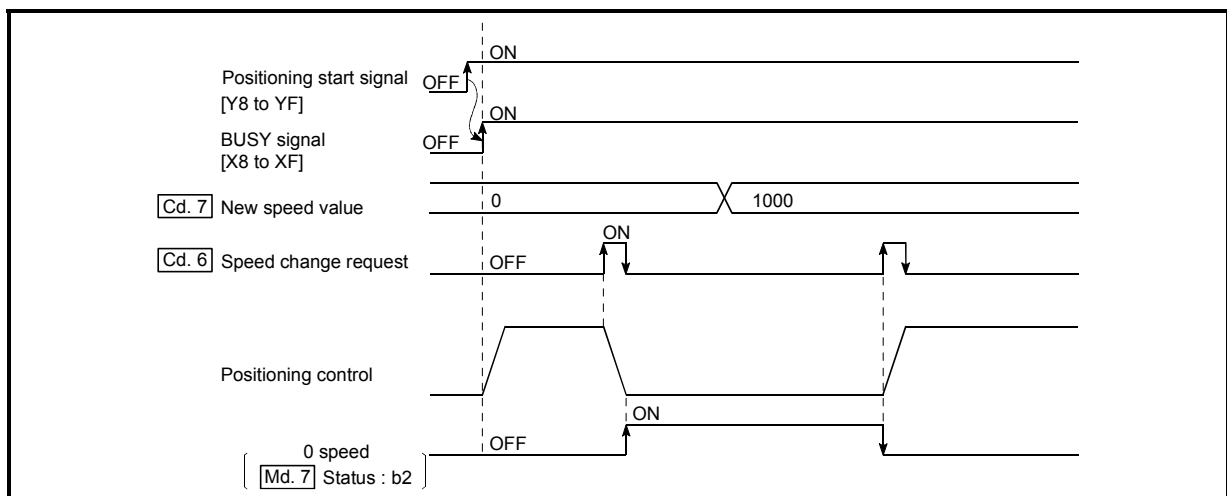 ON
Positioning start signal OFF
[Y8 to YF]
ON
BUSY signal OFF
[X8 to XF]
Cd. 7 New speed value 0 1000
ON
Cd. 6 Speed change request OFF
Positioning control
ON
0 speed OFF
Md. 7 Status : b2